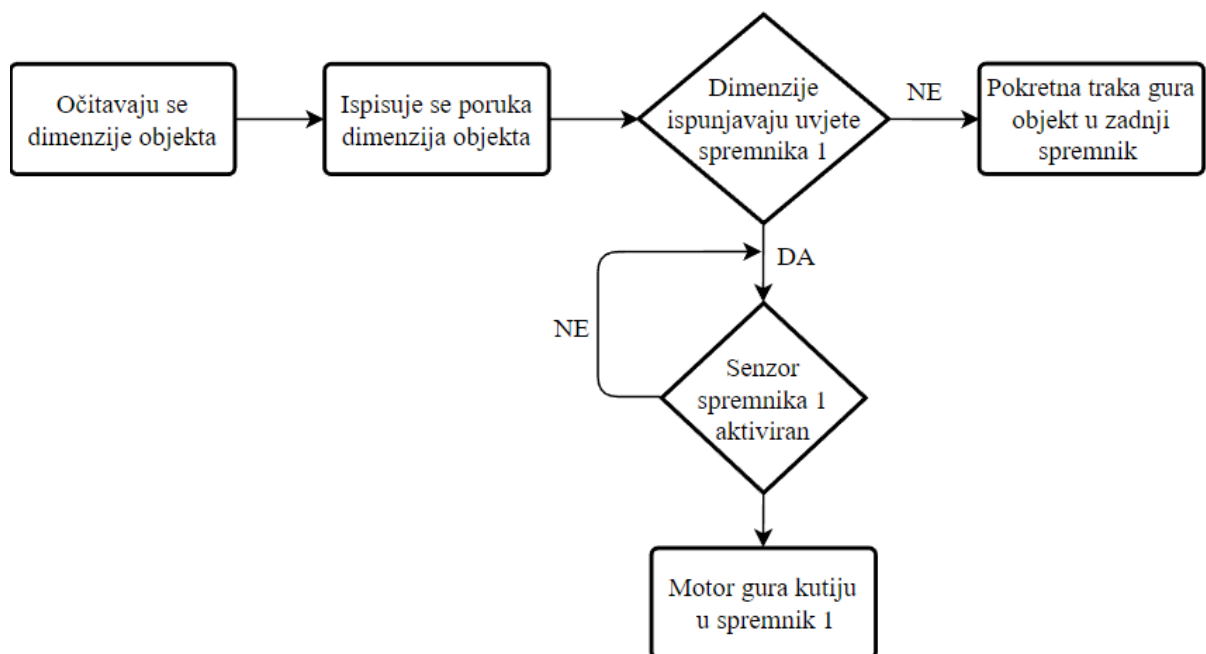 Očitavaju se
dimenzije objekta
Ispisuje se poruka
dimenzija objekta
Dimenzije
ispunjavaju uvjete
spremnika 1
NE
Pokretna traka gura
objekt u zadnji
spremnik
DA
NE
Senzor
spremnika 1
aktiviran
Motor gura kutiju
u spremnik 1